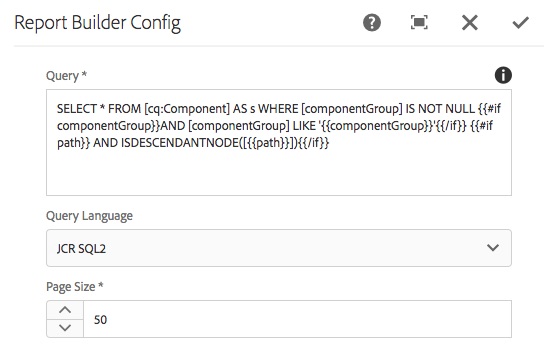 Report Builder Config
Query *
SELECT * FROM [cq:Component] AS s WHERE [componentGroup] IS NOT NULL {{#if
componentGroup}}AND [componentGroup] LIKE '{{componentGroup}}'{{/if}} {{#if
path}} AND ISDESCENDANTNODE([{{path}}]){{/if}}
Query Language
JCR SQL2
Page Size *
50